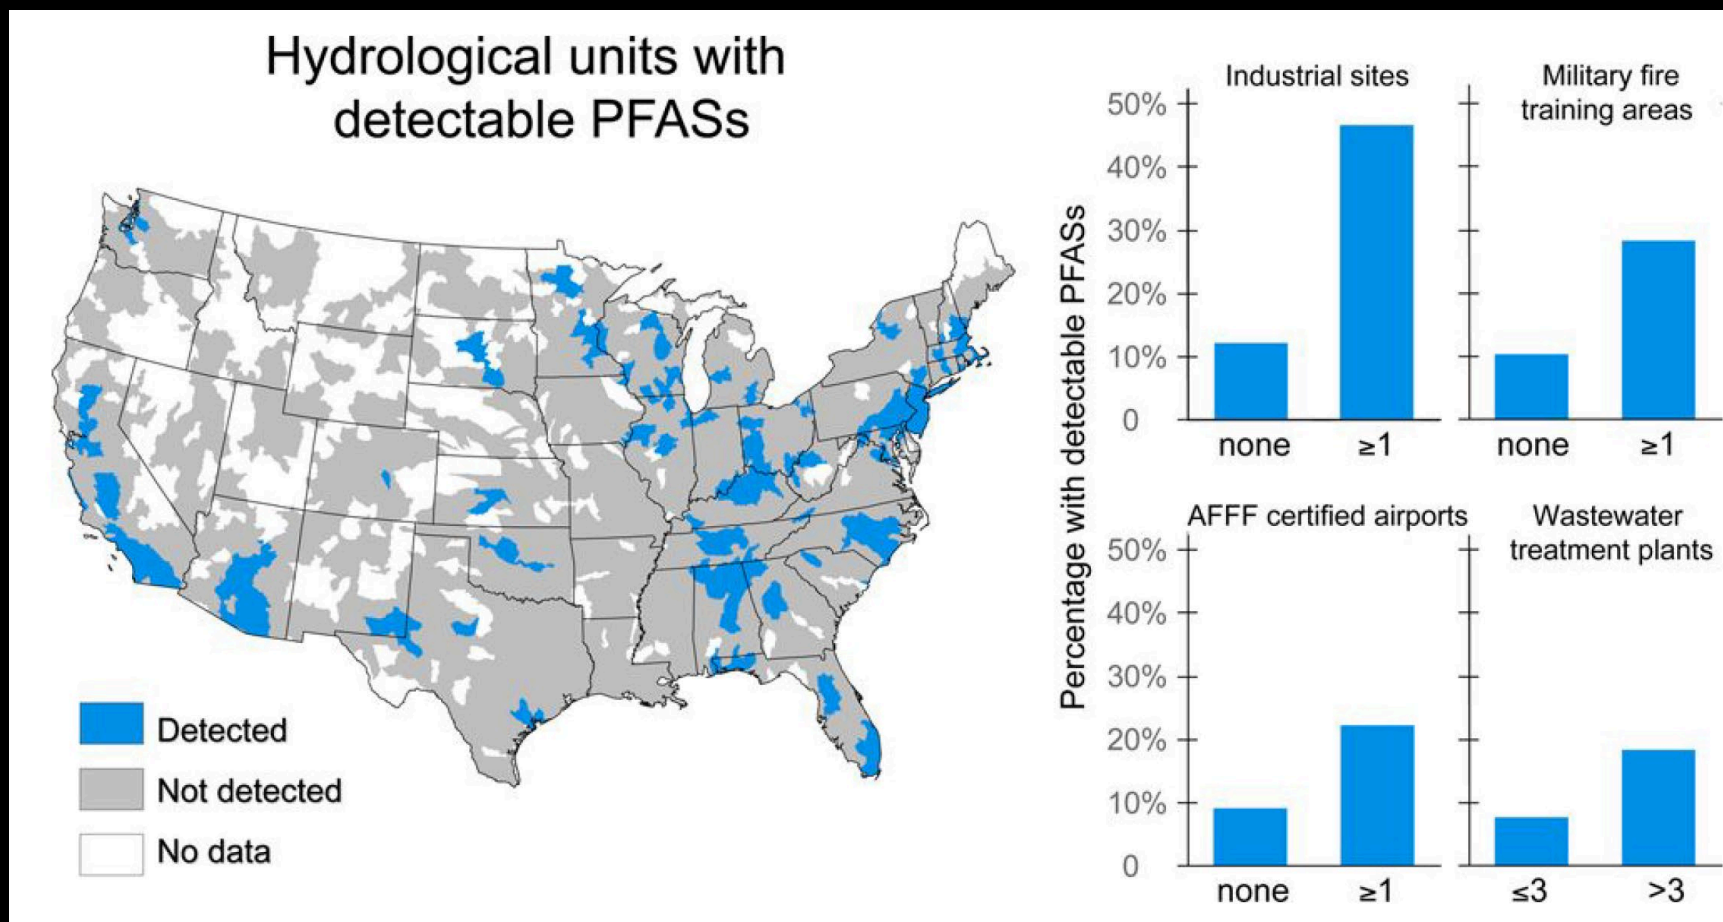 Hydrological units with
detectable PFASs
Detected
Not detected
No data
Percentage with detectable PFASs
Industrial sites
50%
40%
30%
20%
10%
0
none
≥1
Military fire
training areas
none
≥1
AFFF certified airports
50%
40%
30%
20%
10%
0
none
≥1
Wastewater
treatment plants
≤3
>3